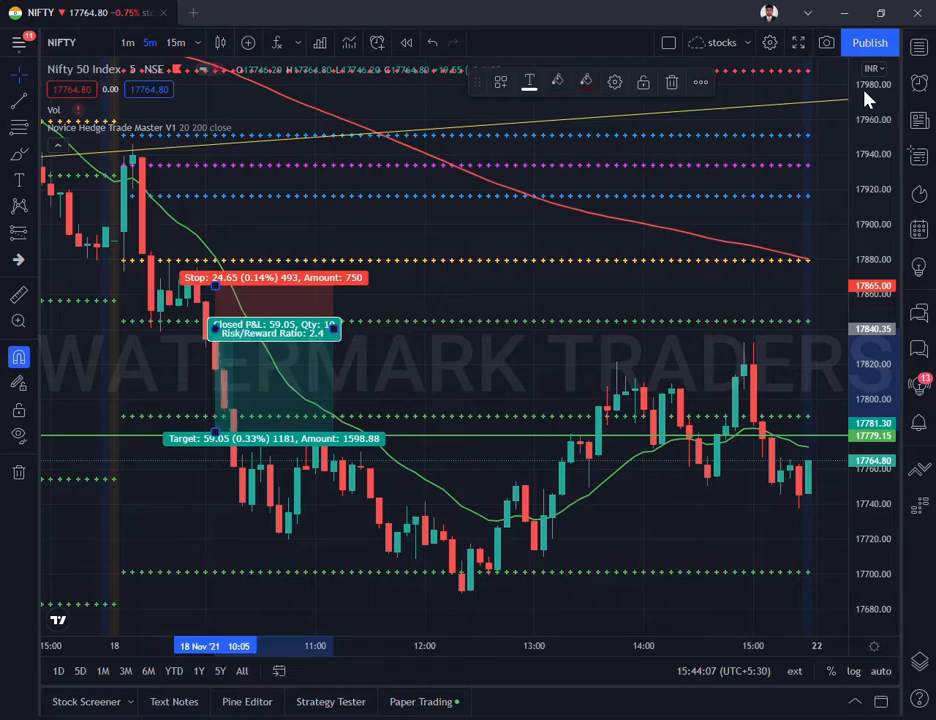 NIFTY 17764.80 −0.75% st
NIFTY
1m 5m 15m
stocks
Publish
11
Nifty 50 Index · 5 · NSE
INR
17764.80 0.00 17764.80
Vol
Novice Hedge Trade Master V1 20 200 close
17980.00
17960.00
17940.00
17920.00
17900.00
17880.00
Stop: 24.65 (0.14%) 493, Amount: 750
17865.00
17860.00
Closed P&L: 59.05, Qty:
Risk/Reward Ratio: 2.4
17840.35
WATERMARK TRADERS
17820.00
17800.00
13
17781.30
Target: 59.05 (0.33%) 1181, Amount: 1598.88
17779.15
17764.80
17760.00
17740.00
17720.00
17700.00
17680.00
15:00 18 18 Nov '21 10:05 11:00 12:00 13:00 14:00 15:00 22
1D 5D 1M 3M 6M YTD 1Y 5Y All
15:44:07 (UTC+5:30) ext % log auto
Stock Screener Text Notes Pine Editor Strategy Tester Paper Trading